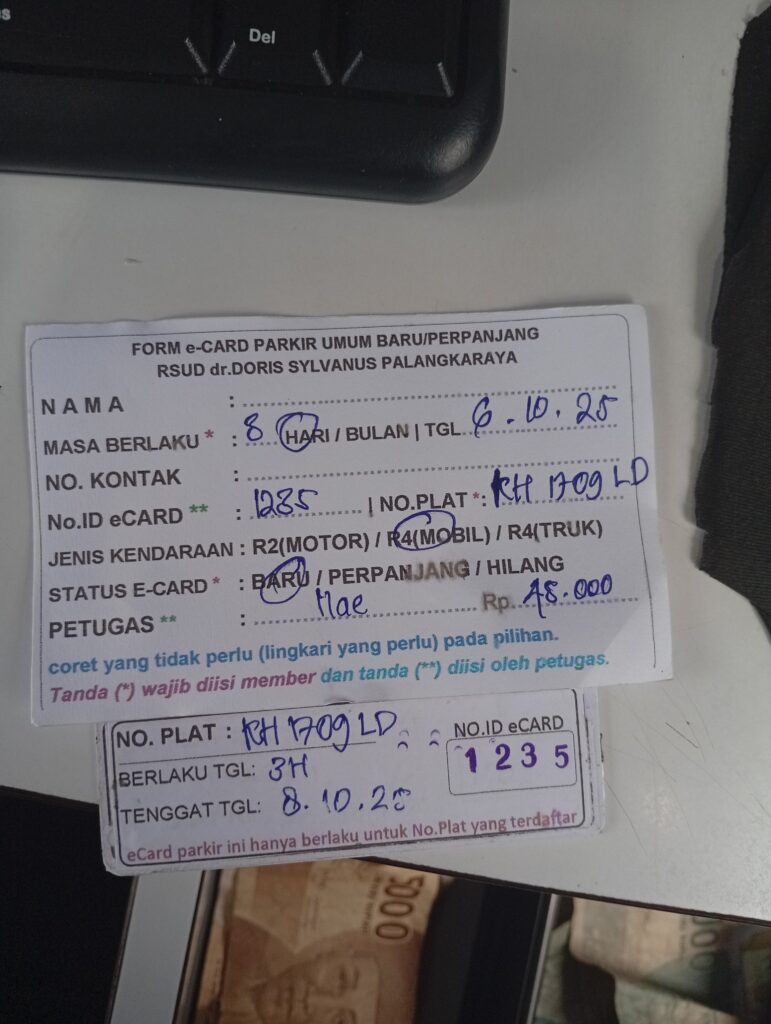 s
Del
FORM e-CARD PARKIR UMUM BARU/PERPANJANG
RSUD dr.DORIS SYLVANUS PALANGKARAYA
N A M A :
MASA BERLAKU * : 8 HARI / BULAN | TGL 6.10.25
NO. KONTAK :
No.ID eCARD ** : 1235 | NO.PLAT *: KH 1709 LD
JENIS KENDARAAN : R2(MOTOR) / R4(MOBIL) / R4(TRUK)
STATUS E-CARD * : BARU / PERPANJANG / HILANG
PETUGAS ** : Mae Rp. 45.000
coret yang tidak perlu (lingkari yang perlu) pada pilihan.
Tanda (*) wajib diisi member dan tanda (**) diisi oleh petugas.
NO. PLAT : KH 1709 LD NO.ID eCARD
BERLAKU TGL: 3H 1235
TENGGAT TGL: 8.10.25
eCard parkir ini hanya berlaku untuk No.Plat yang terdaftar
5000